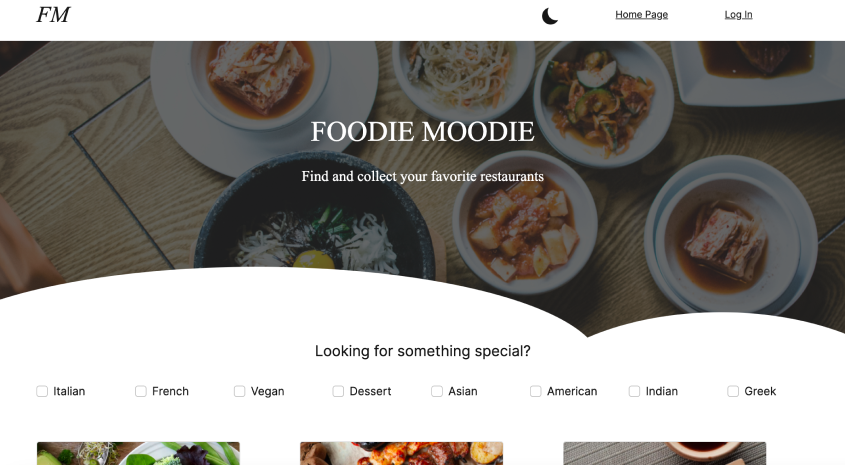 FM
Home Page
Log In
FOODIE MOODIE
Find and collect your favorite restaurants
Looking for something special?
Italian French Vegan Dessert Asian American Indian Greek